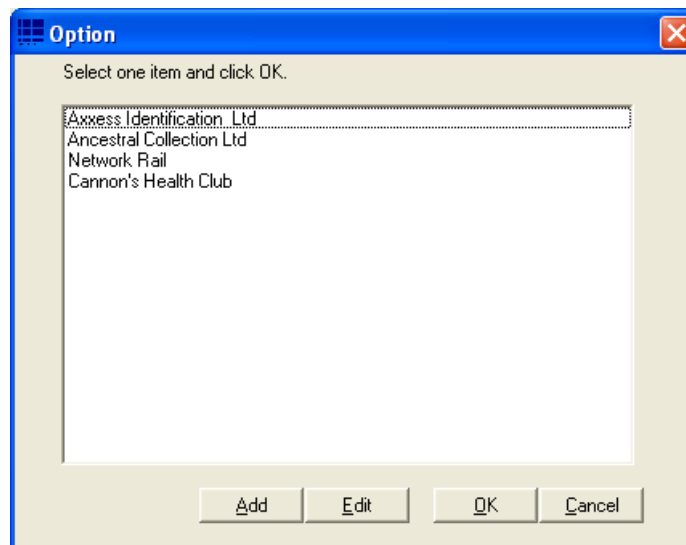 Option
Select one item and click OK.
Axxess Identification  Ltd
Ancestral Collection Ltd
Network Rail
Cannon's Health Club
Add Edit OK Cancel